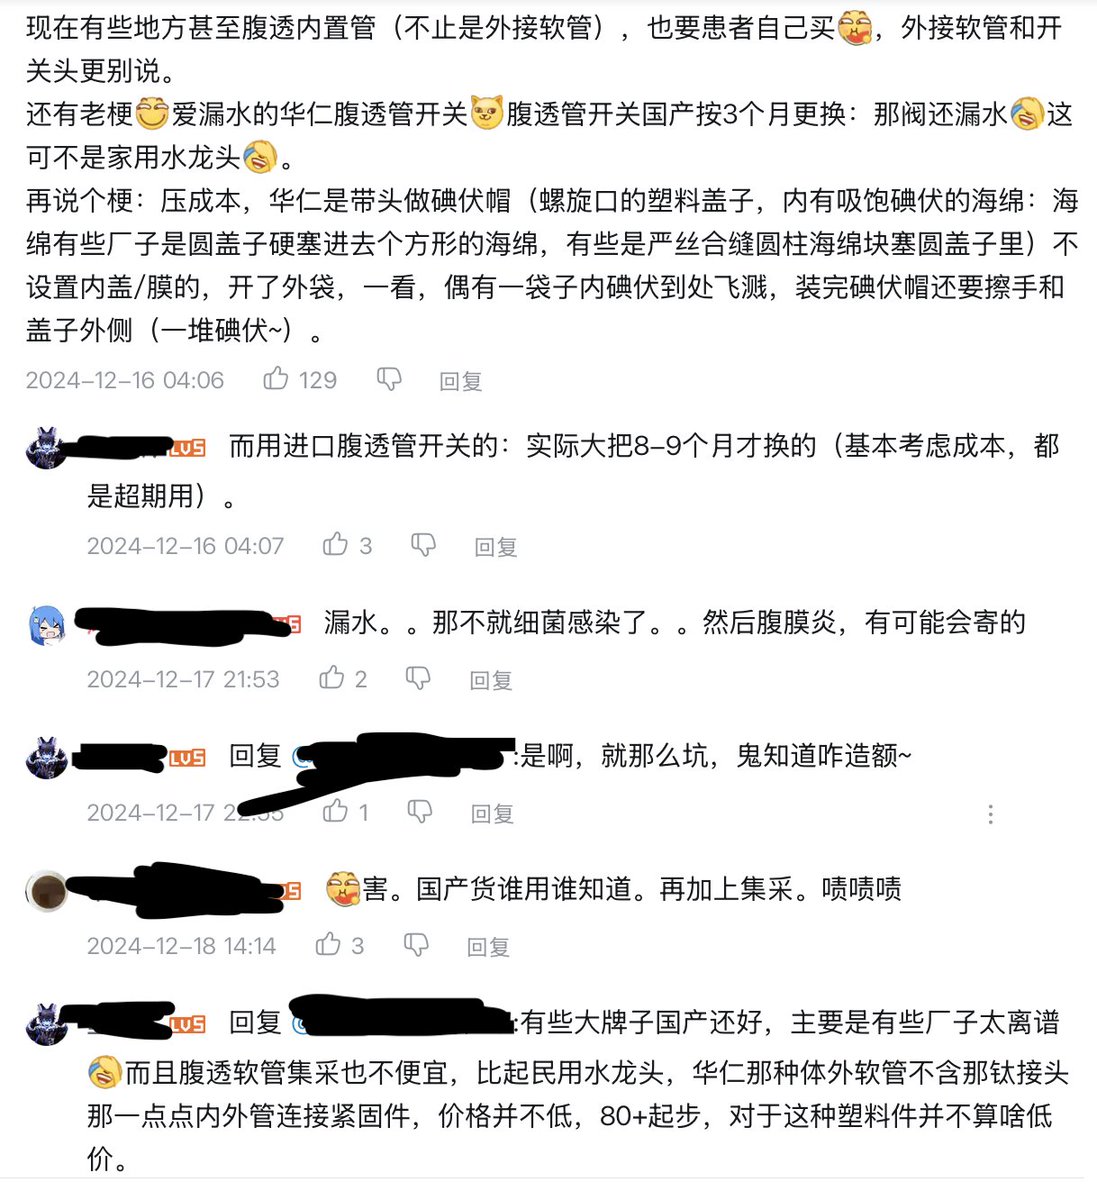 现在有些地方甚至腹透内置管（不止是外接软管），也要患者自己买，外接软管和开
关头更别说。
还有老梗爱漏水的华仁腹透管开关腹透管开关国产按3个月更换：那阀还漏水这
可不是家用水龙头。
再说个梗：压成本，华仁是带头做碘伏帽（螺旋口的塑料盖子，内有吸饱碘伏的海绵：海
绵有些厂子是圆盖子硬塞进去个方形的海绵，有些是严丝合缝圆柱海绵块塞圆盖子里）不
设置内盖/膜的，开了外袋，一看，偶有一袋子内碘伏到处飞溅，装完碘伏帽还要擦手和
盖子外侧（一堆碘伏~）。
2024-12-16 04:06 129 回复
LV5 而用进口腹透管开关的：实际大把8-9个月才换的（基本考虑成本，都
是超期用）。
2024-12-16 04:07 3 回复
漏水。。那不就细菌感染了。。然后腹膜炎，有可能会寄的
2024-12-17 21:53 2 回复
LV5 回复 :是啊，就那么坑，鬼知道咋造额~
2024-12-17 1 回复
害。国产货谁用谁知道。再加上集采。啧啧啧
2024-12-18 14:14 3 回复
LV5 回复 :有些大牌子国产还好，主要是有些厂子太离谱
而且腹透软管集采也不便宜，比起民用水龙头，华仁那种体外软管不含那钛接头
那一点点内外管连接紧固件，价格并不低，80+起步，对于这种塑料件并不算啥低
价。